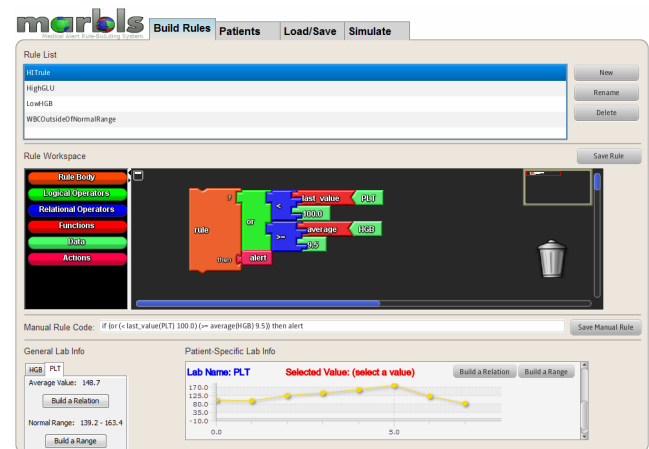 marbls
Medical Alert Rule-Building System
Build Rules Patients Load/Save Simulate
Rule List
HITrule
HighGLU
LowHGB
WBCOutsideOfNormalRange
New
Rename
Delete
Rule Workspace
Save Rule
Rule Body
Logical Operators
Relational Operators
Functions
Data
Actions
rule
if
or
<
last_value
PLT
100.0
>=
average
HGB
9.5
then
alert
Manual Rule Code: if (or (< last_value(PLT) 100.0) (>= average(HGB) 9.5)) then alert
Save Manual Rule
General Lab Info
HGB PLT
Average Value: 148.7
Build a Relation
Normal Range: 139.2 - 163.4
Build a Range
Patient-Specific Lab Info
Lab Name: PLT Selected Value: (select a value) Build a Relation Build a Range
170.0
125.0
80.0
35.0
-10.0
0.0 5.0